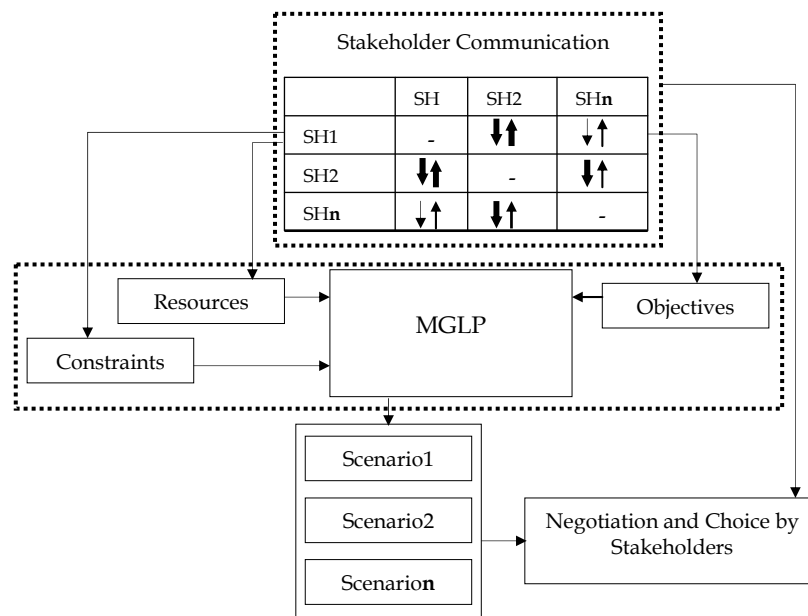 Stakeholder Communication
SH SH2 SHn
SH1 -
SH2 -
SHn -
Resources
MGLP
Objectives
Constraints
Scenario1
Scenario2
Scenarion
Negotiation and Choice by
Stakeholders